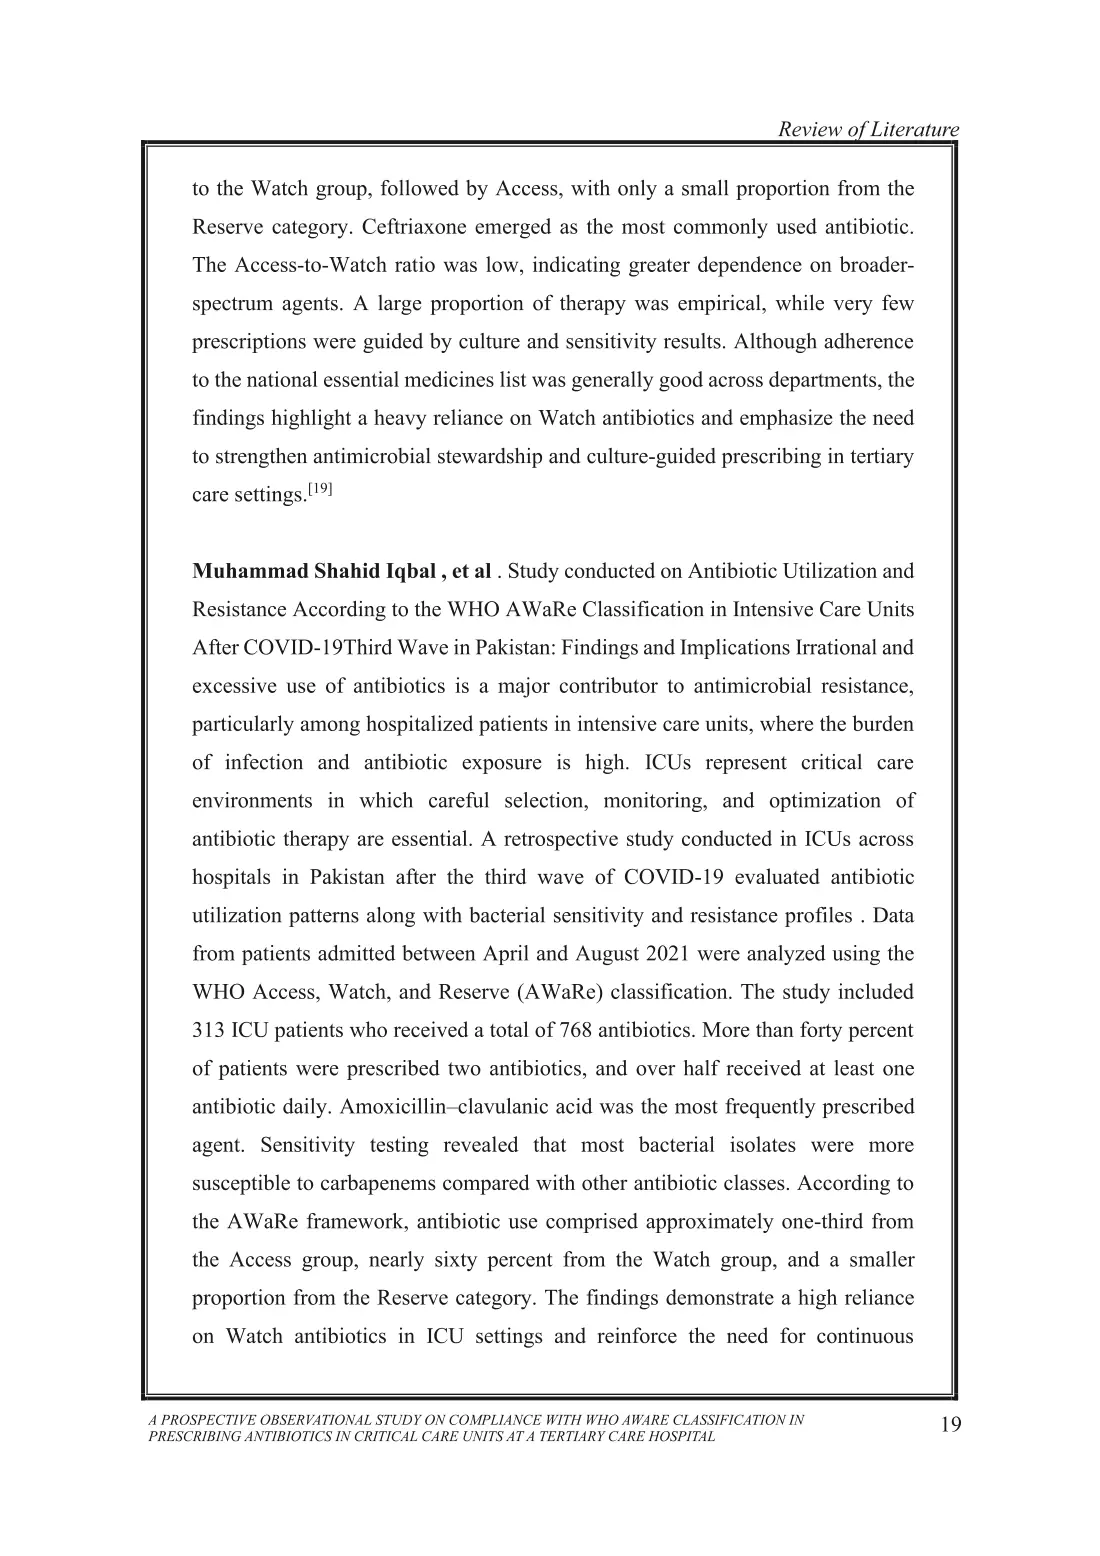 Review of Literature
to the Watch group, followed by Access, with only a small proportion from the
Reserve category. Ceftriaxone emerged as the most commonly used antibiotic.
The Access-to-Watch ratio was low, indicating greater dependence on broader-
spectrum agents. A large proportion of therapy was empirical, while very few
prescriptions were guided by culture and sensitivity results. Although adherence
to the national essential medicines list was generally good across departments, the
findings highlight a heavy reliance on Watch antibiotics and emphasize the need
to strengthen antimicrobial stewardship and culture-guided prescribing in tertiary
care settings.[19]
Muhammad Shahid Iqbal , et al . Study conducted on Antibiotic Utilization and
Resistance According to the WHO AWaRe Classification in Intensive Care Units
After COVID-19Third Wave in Pakistan: Findings and Implications Irrational and
excessive use of antibiotics is a major contributor to antimicrobial resistance,
particularly among hospitalized patients in intensive care units, where the burden
of infection and antibiotic exposure is high. ICUs represent critical care
environments in which careful selection, monitoring, and optimization of
antibiotic therapy are essential. A retrospective study conducted in ICUs across
hospitals in Pakistan after the third wave of COVID-19 evaluated antibiotic
utilization patterns along with bacterial sensitivity and resistance profiles . Data
from patients admitted between April and August 2021 were analyzed using the
WHO Access, Watch, and Reserve (AWaRe) classification. The study included
313 ICU patients who received a total of 768 antibiotics. More than forty percent
of patients were prescribed two antibiotics, and over half received at least one
antibiotic daily. Amoxicillin–clavulanic acid was the most frequently prescribed
agent. Sensitivity testing revealed that most bacterial isolates were more
susceptible to carbapenems compared with other antibiotic classes. According to
the AWaRe framework, antibiotic use comprised approximately one-third from
the Access group, nearly sixty percent from the Watch group, and a smaller
proportion from the Reserve category. The findings demonstrate a high reliance
on Watch antibiotics in ICU settings and reinforce the need for continuous
A PROSPECTIVE OBSERVATIONAL STUDY ON COMPLIANCE WITH WHO AWARE CLASSIFICATION IN
PRESCRIBING ANTIBIOTICS IN CRITICAL CARE UNITS AT A TERTIARY CARE HOSPITAL
19